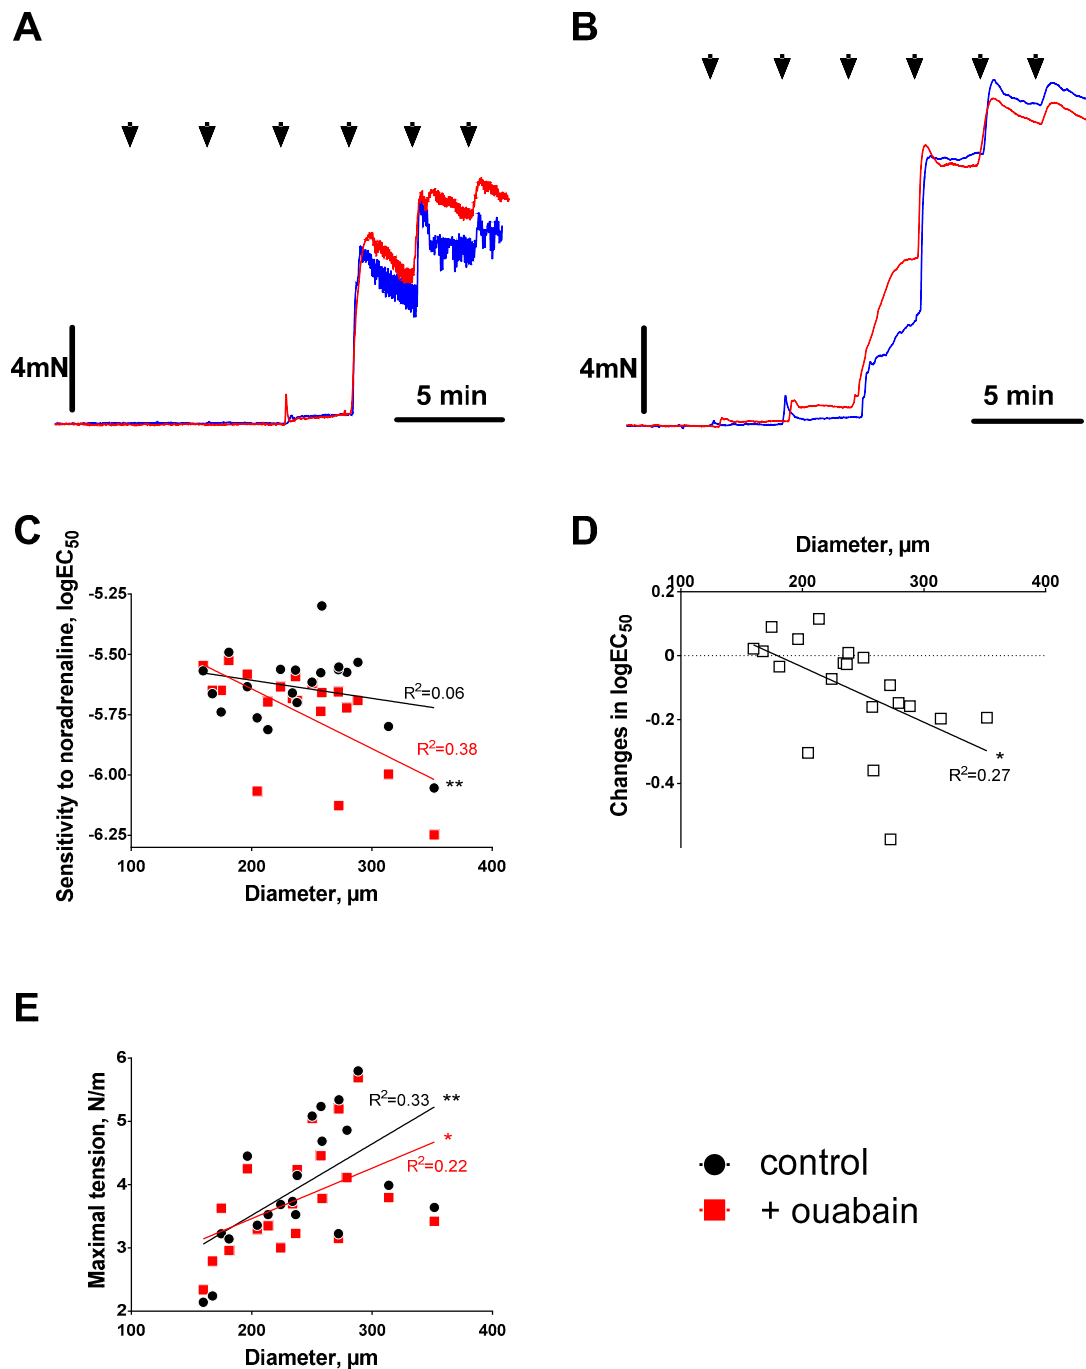 A
B
4mN
5 min
4mN
5 min
C
Sensitivity to noradrenaline, logEC50
-5.25
-5.50
-5.75
-6.00
-6.25
R2=0.06
R2=0.38
**
100
200
300
400
Diameter, µm
D
Diameter, µm
100
200
300
400
Changes in logEC50
0.2
0
-0.2
-0.4
*
R2=0.27
E
Maximal tension, N/m
6
5
4
3
2
R2=0.33
**
*
R2=0.22
100
200
300
400
Diameter, µm
control
+ ouabain